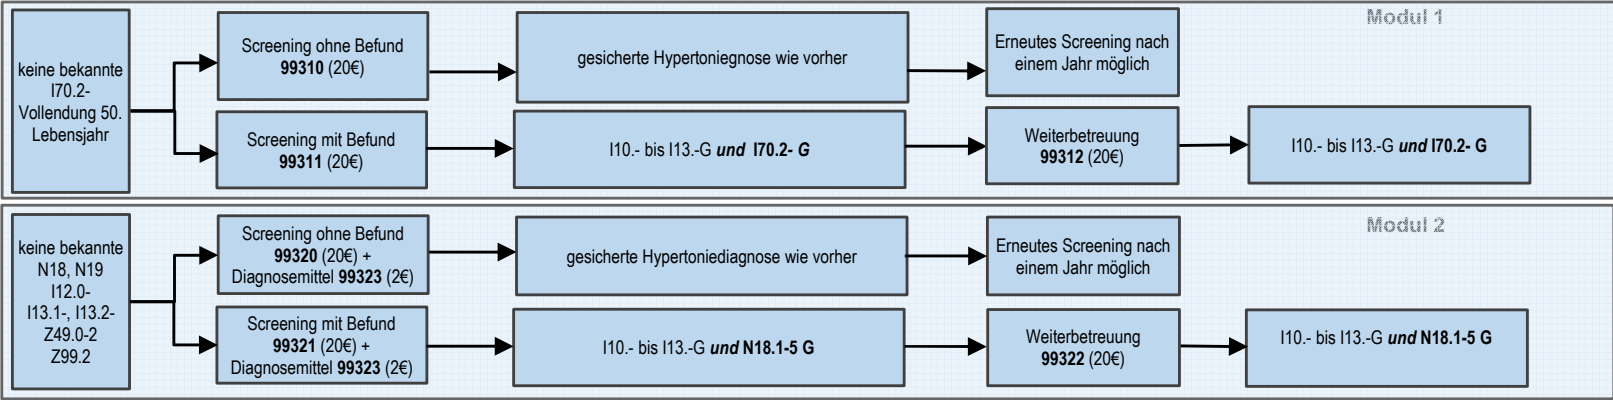 Modul 1
keine bekannte
I70.2-
Vollendung 50.
Lebensjahr
Screening ohne Befund
99310 (20€)
gesicherte Hypertoniegnose wie vorher
Erneutes Screening nach
einem Jahr möglich
Screening mit Befund
99311 (20€)
I10.- bis I13.-G und I70.2- G
Weiterbetreuung
99312 (20€)
I10.- bis I13.-G und I70.2- G
Modul 2
keine bekannte
N18, N19
I12.0-
I13.1-, I13.2-
Z49.0-2
Z99.2
Screening ohne Befund
99320 (20€) +
Diagnosemittel 99323 (2€)
gesicherte Hypertoniediagnose wie vorher
Erneutes Screening nach
einem Jahr möglich
Screening mit Befund
99321 (20€) +
Diagnosemittel 99323 (2€)
I10.- bis I13.-G und N18.1-5 G
Weiterbetreuung
99322 (20€)
I10.- bis I13.-G und N18.1-5 G